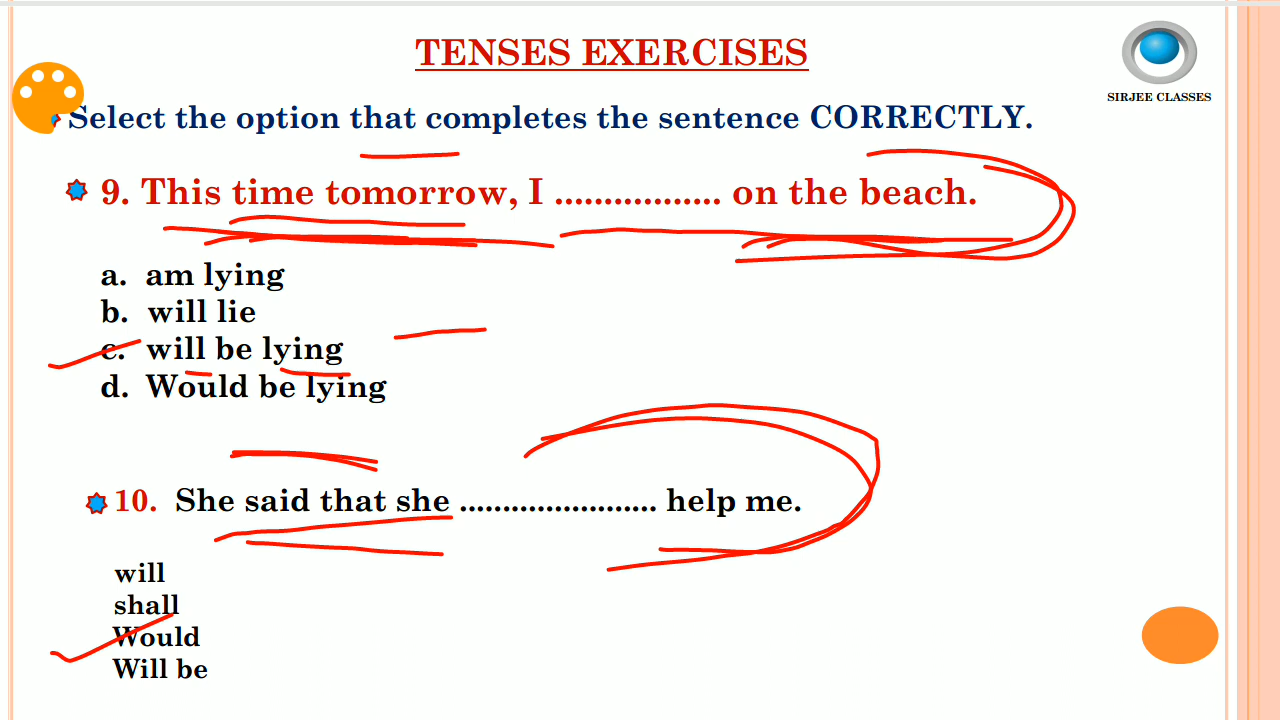 TENSES EXERCISES
SIRJEE CLASSES
Select the option that completes the sentence CORRECTLY.
9. This time tomorrow, I ................. on the beach.
a. am lying
b. will lie
c. will be lying
d. Would be lying
10. She said that she ....................... help me.
will
shall
Would
Will be